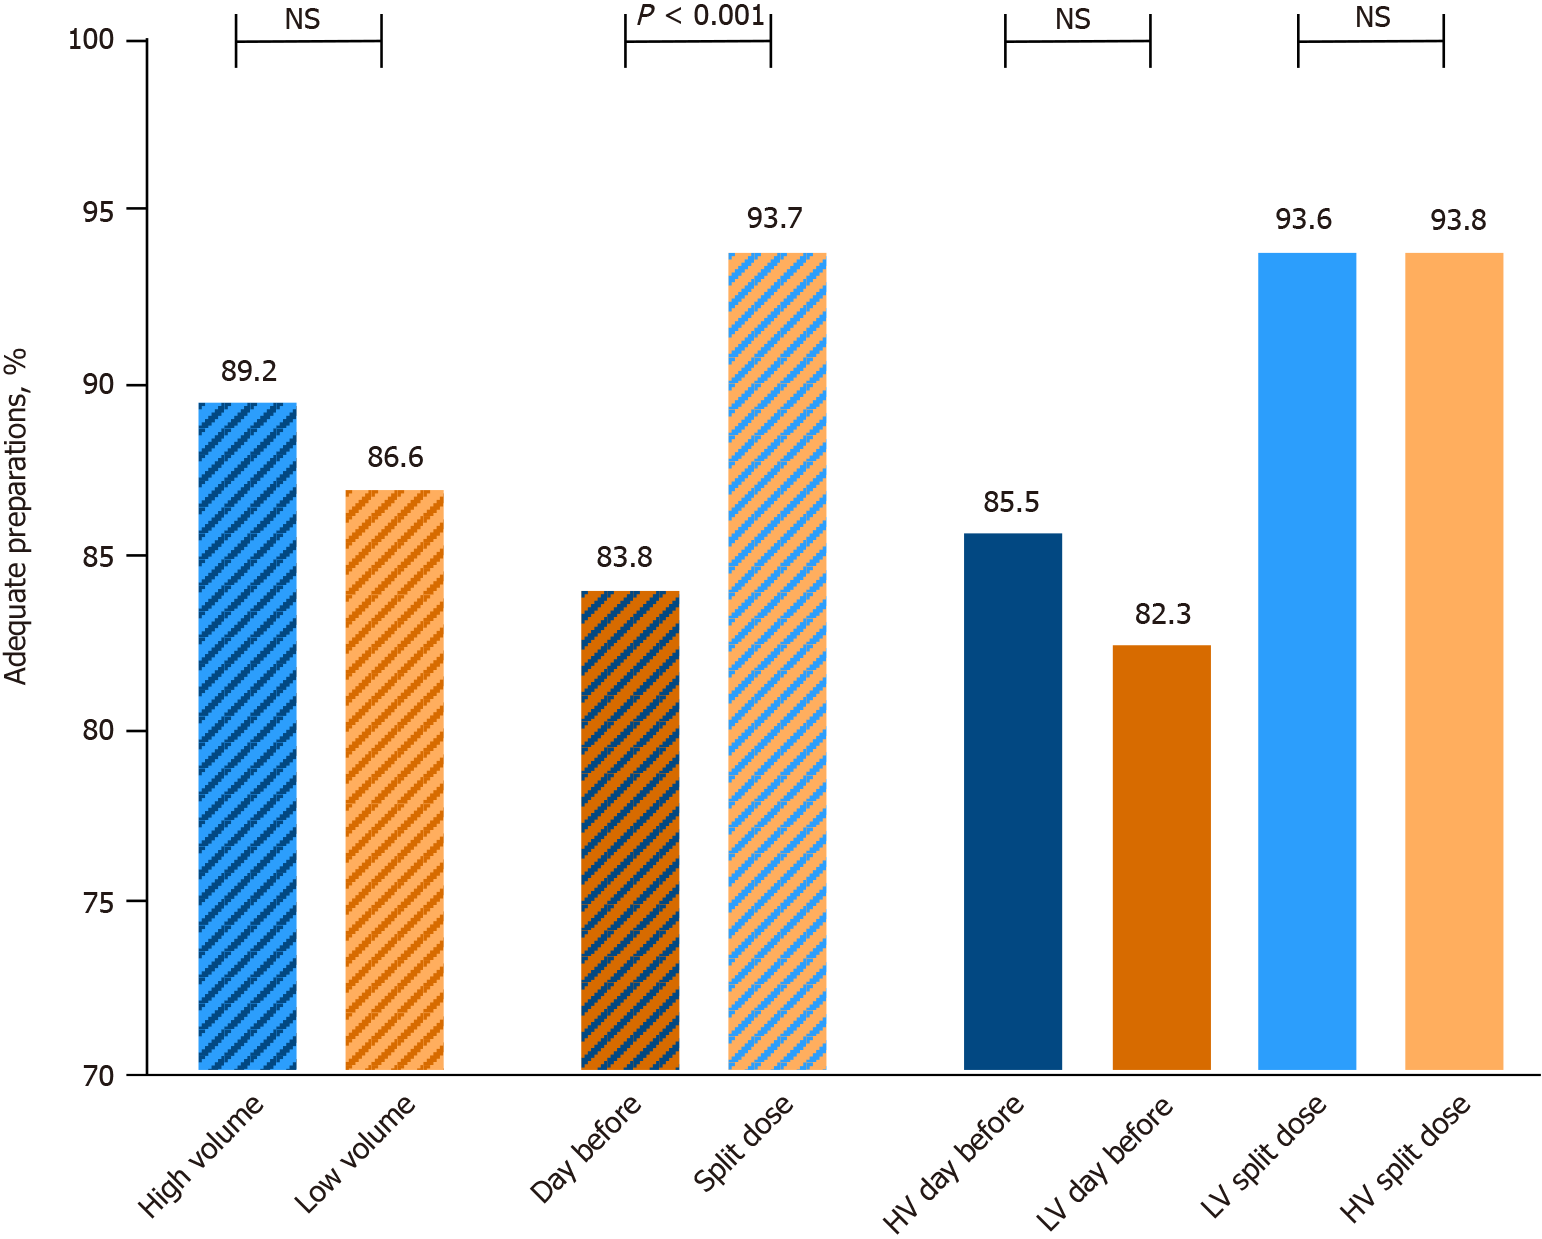 NS
P < 0.001
NS
NS
100
95
90
85
80
75
70
Adequate preparations, %
89.2
86.6
83.8
93.7
85.5
82.3
93.6
93.8
High volume
Low volume
Day before
Split dose
HV day before
LV day before
LV split dose
HV split dose